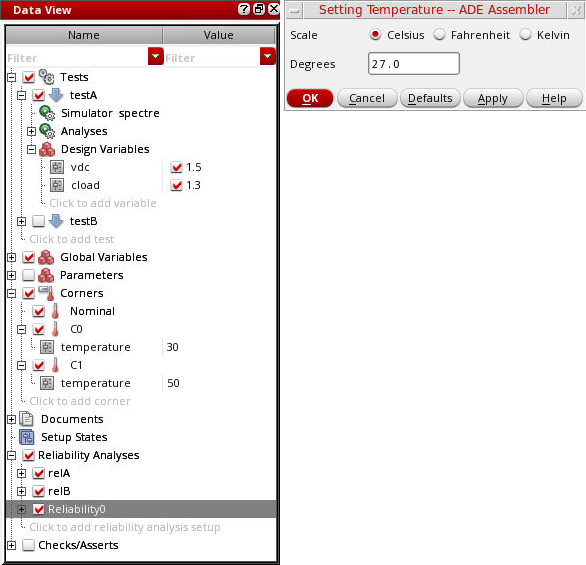 Data View
Name Value
Filter Filter
Tests
testA
Simulator spectre
Analyses
Design Variables
vdc 1.5
cload 1.3
Click to add variable
testB
Click to add test
Global Variables
Parameters
Corners
Nominal
C0
temperature 30
C1
temperature 50
Click to add corner
Documents
Setup States
Reliability Analyses
relA
relB
Reliability0
Click to add reliability analysis setup
Checks/Asserts
Setting Temperature -- ADE Assembler
Scale Celsius Fahrenheit Kelvin
Degrees 27.0
OK Cancel Defaults Apply Help